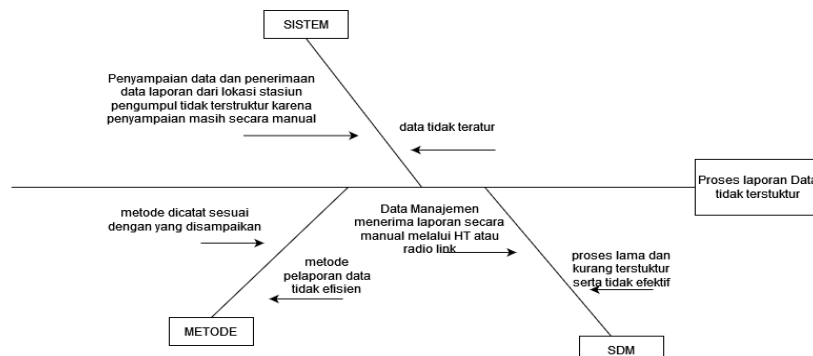 SISTEM
Penyampaian data dan penerimaan
data laporan dari lokasi stasiun
pengumpul tidak terstruktur karena
penyampaian masih secara manual
data tidak teratur
Proses laporan Data
tidak terstuktur
metode dicatat sesuai
dengan yang disampaikan
Data Manajemen
menerima laporan secara
manual melalui HT atau
radio link
metode
pelaporan data
tidak efisien
proses lama dan
kurang terstuktur
serta tidak efektif
METODE
SDM